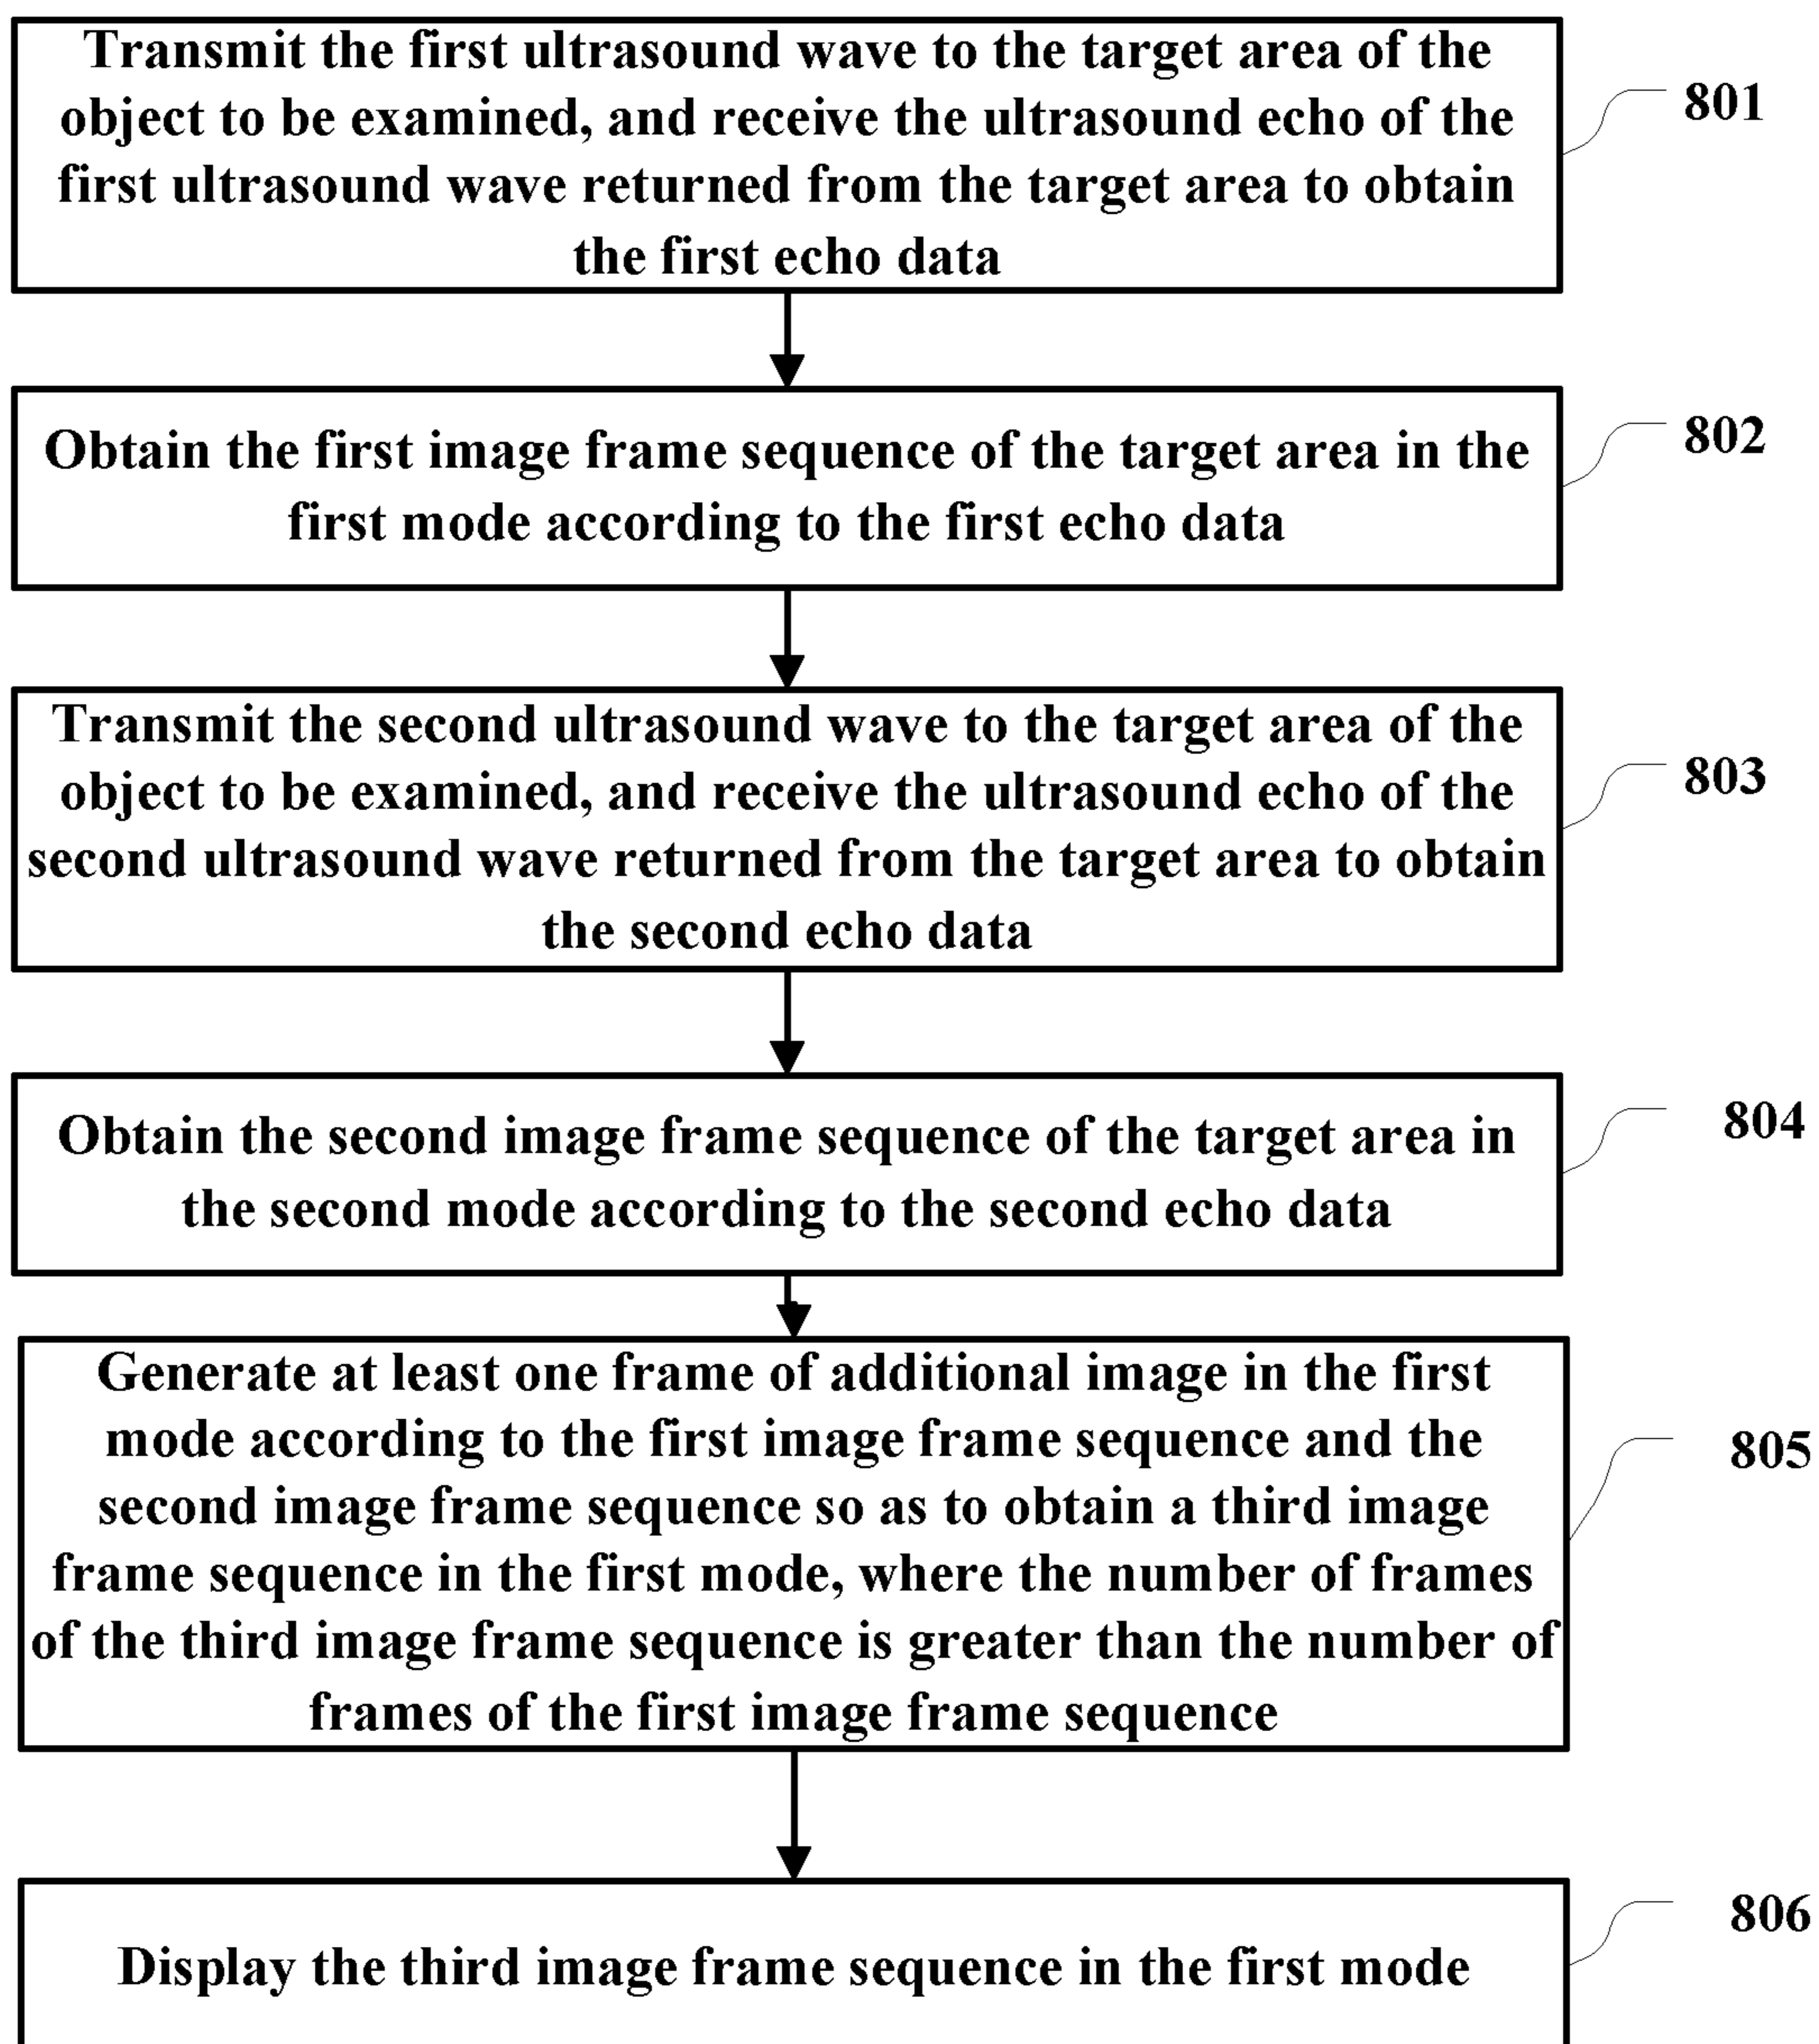 Transmit the first ultrasound wave to the target area of the
object to be examined, and receive the ultrasound echo of the
first ultrasound wave returned from the target area to obtain
the first echo data
801
Obtain the first image frame sequence of the target area in the
first mode according to the first echo data
802
Transmit the second ultrasound wave to the target area of the
object to be examined, and receive the ultrasound echo of the
second ultrasound wave returned from the target area to obtain
the second echo data
803
Obtain the second image frame sequence of the target area in
the second mode according to the second echo data
804
Generate at least one frame of additional image in the first
mode according to the first image frame sequence and the
second image frame sequence so as to obtain a third image
frame sequence in the first mode, where the number of frames
of the third image frame sequence is greater than the number of
frames of the first image frame sequence
805
Display the third image frame sequence in the first mode
806